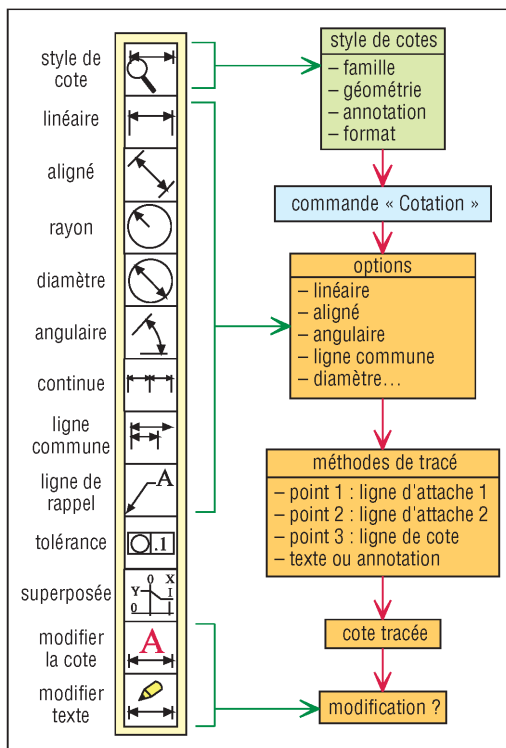 style de
cote
linéaire
aligné
rayon
diamètre
angulaire
continue
ligne
commune
ligne de
rappel
A
tolérance
.1
superposée
0 X
Y I
0
modifier
la cote
A
modifier
texte
style de cotes
– famille
– géométrie
– annotation
– format
commande « Cotation »
options
– linéaire
– aligné
– angulaire
– ligne commune
– diamètre...
méthodes de tracé
– point 1 : ligne d'attache 1
– point 2 : ligne d'attache 2
– point 3 : ligne de cote
– texte ou annotation
cote tracée
modification ?